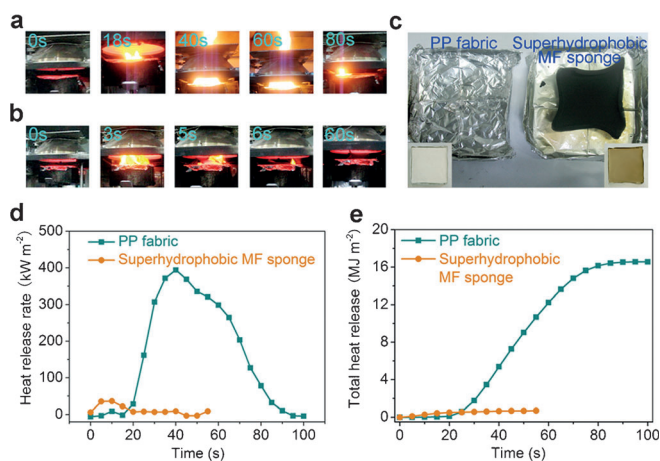 a
0s 18s 40s 60s 80s
b
0s 3s 5s 6s 60s
c
PP fabric
Superhydrophobic
MF sponge
d
PP fabric
Superhydrophobic MF sponge
Heat release rate (kW m-2)
500
400
300
200
100
0
0 20 40 60 80 100
Time (s)
e
PP fabric
Superhydrophobic
MF sponge
Total heat release (MJ m-2)
20
16
12
8
4
0
0 20 40 60 80 100
Time (s)